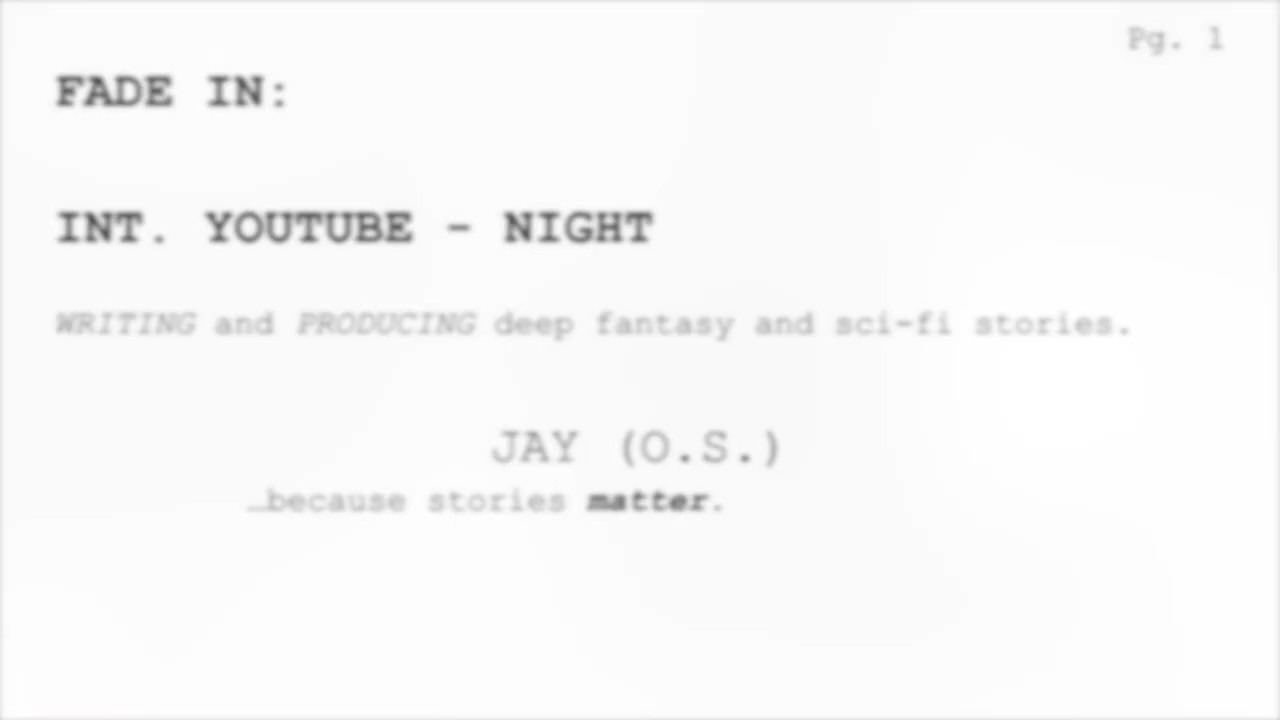 Pg. 1
FADE IN:
INT. YOUTUBE - NIGHT
WRITING and PRODUCING deep fantasy and sci-fi stories.
JAY (O.S.)
…because stories matter.